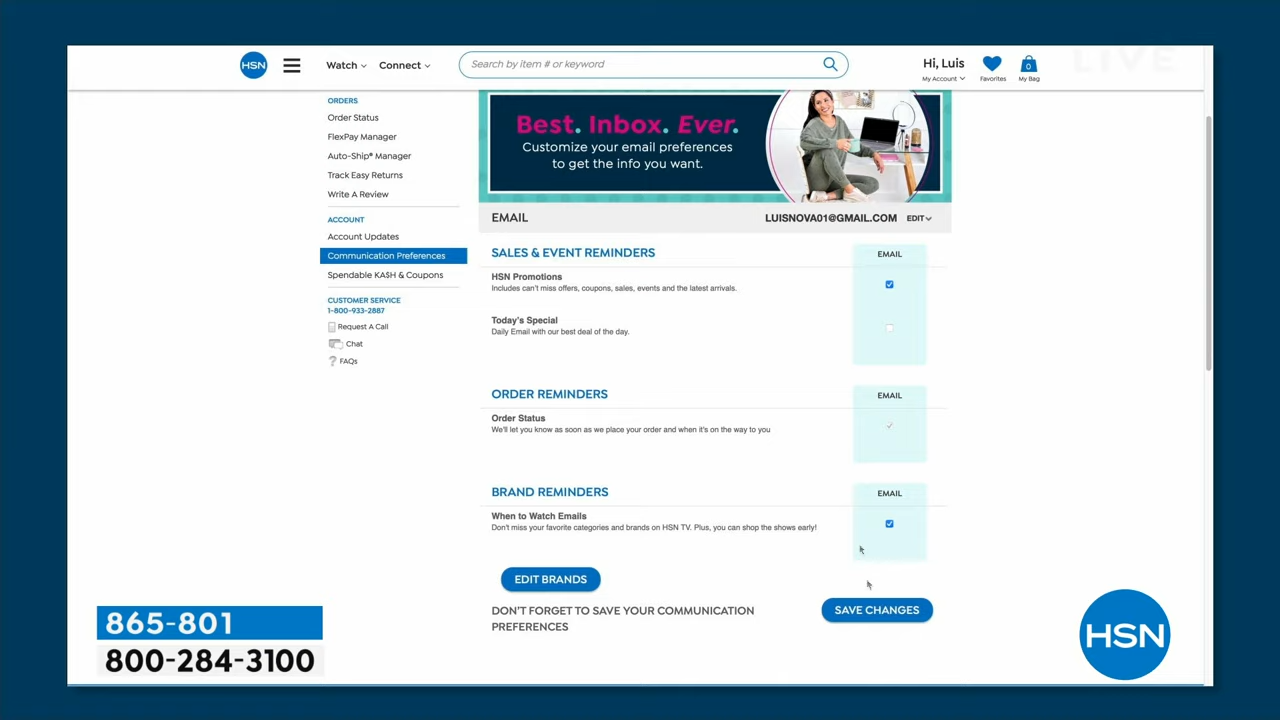 LIVE
HSN
Watch
Connect
Search by item # or keyword
Hi, Luis
My Account
Favorites
0
My Bag
ORDERS
Order Status
FlexPay Manager
Auto-Ship® Manager
Track Easy Returns
Write A Review
ACCOUNT
Account Updates
Communication Preferences
Spendable KA$H & Coupons
CUSTOMER SERVICE
1-800-933-2887
Request A Call
Chat
FAQs
Best. Inbox. Ever.
Customize your email preferences
to get the info you want.
EMAIL
LUISNOVA01@GMAIL.COM EDIT
SALES & EVENT REMINDERS
EMAIL
HSN Promotions
Includes can't miss offers, coupons, sales, events and the latest arrivals.
Today's Special
Daily Email with our best deal of the day.
ORDER REMINDERS
EMAIL
Order Status
We'll let you know as soon as we place your order and when it's on the way to you
BRAND REMINDERS
EMAIL
When to Watch Emails
Don't miss your favorite categories and brands on HSN TV. Plus, you can shop the shows early!
EDIT BRANDS
DON'T FORGET TO SAVE YOUR COMMUNICATION
PREFERENCES
SAVE CHANGES
865-801
800-284-3100
HSN